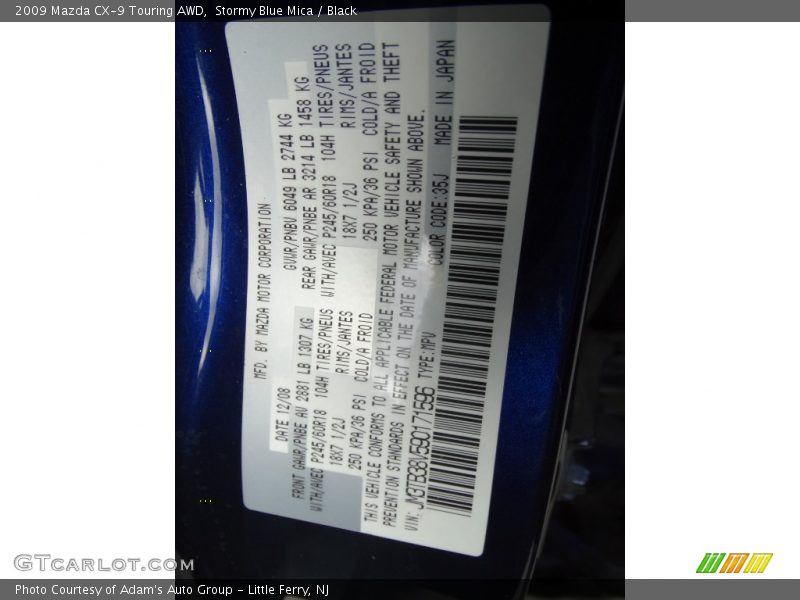 2009 Mazda CX-9 Touring AWD,  Stormy Blue Mica / Black
MFD. BY MAZDA MOTOR CORPORATION
DATE 12/08
GVWR/PNBV 6049 LB 2744 KG
FRONT GAWR/PNBE AV 2881 LB 1307 KG
REAR GAWR/PNBE AR 3214 LB 1458 KG
WITH/AVEC P245/60R18 104H TIRES/PNEUS
WITH/AVEC P245/60R18 104H TIRES/PNEUS
18X7 1/2J RIMS/JANTES
18X7 1/2J RIMS/JANTES
250 KPA/36 PSI COLD/A FROID
250 KPA/36 PSI COLD/A FROID
THIS VEHICLE CONFORMS TO ALL APPLICABLE FEDERAL MOTOR VEHICLE SAFETY AND THEFT
PREVENTION STANDARDS IN EFFECT ON THE DATE OF MANUFACTURE SHOWN ABOVE.
VIN: JM3TB38V590171596 TYPE:MPV
COLOR CODE:35J MADE IN JAPAN
GTcarlot.com
Photo Courtesy of Adam's Auto Group - Little Ferry, NJ